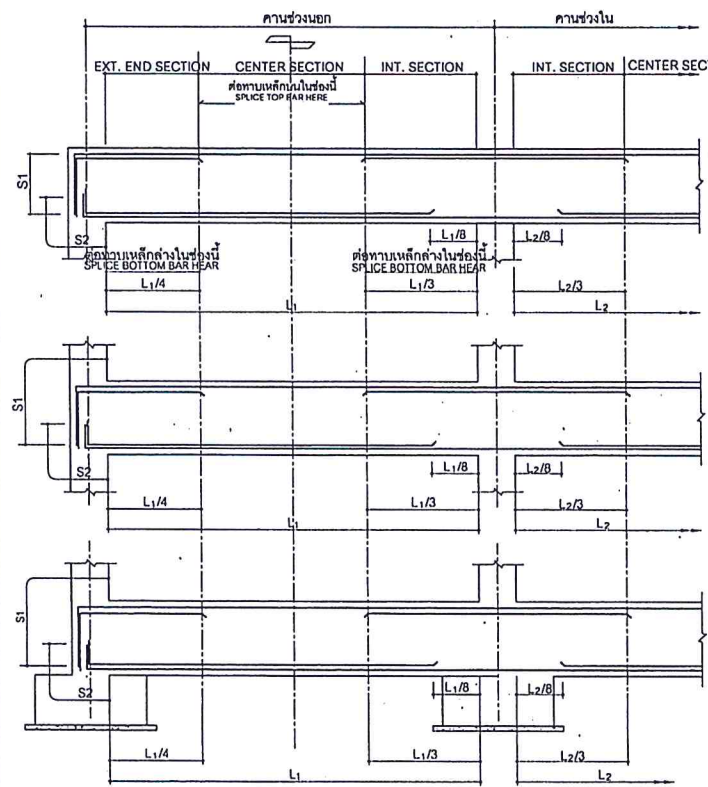 คานช่วงนอก
คานช่วงใน
EXT. END SECTION
CENTER SECTION
INT. SECTION
INT. SECTION
CENTER SEC
ต่อทาบเหล็กบนในช่องนี้
SPLICE TOP BAR HERE
S1
S2
L1/8
L2/8
ต่อทาบเหล็กล่างในช่องนี้
SPLICE BOTTOM BAR HEAR
ต่อทาบเหล็กล่างในช่องนี้
SPLICE BOTTOM BAR HEAR
L1/4
L1/3
L2/3
L1
L2
S1
S2
L1/8
L2/8
L1/4
L1/3
L2/3
L1
L2
S1
S2
L1/8
L2/8
L1/4
L1/3
L2/3
L1
L2